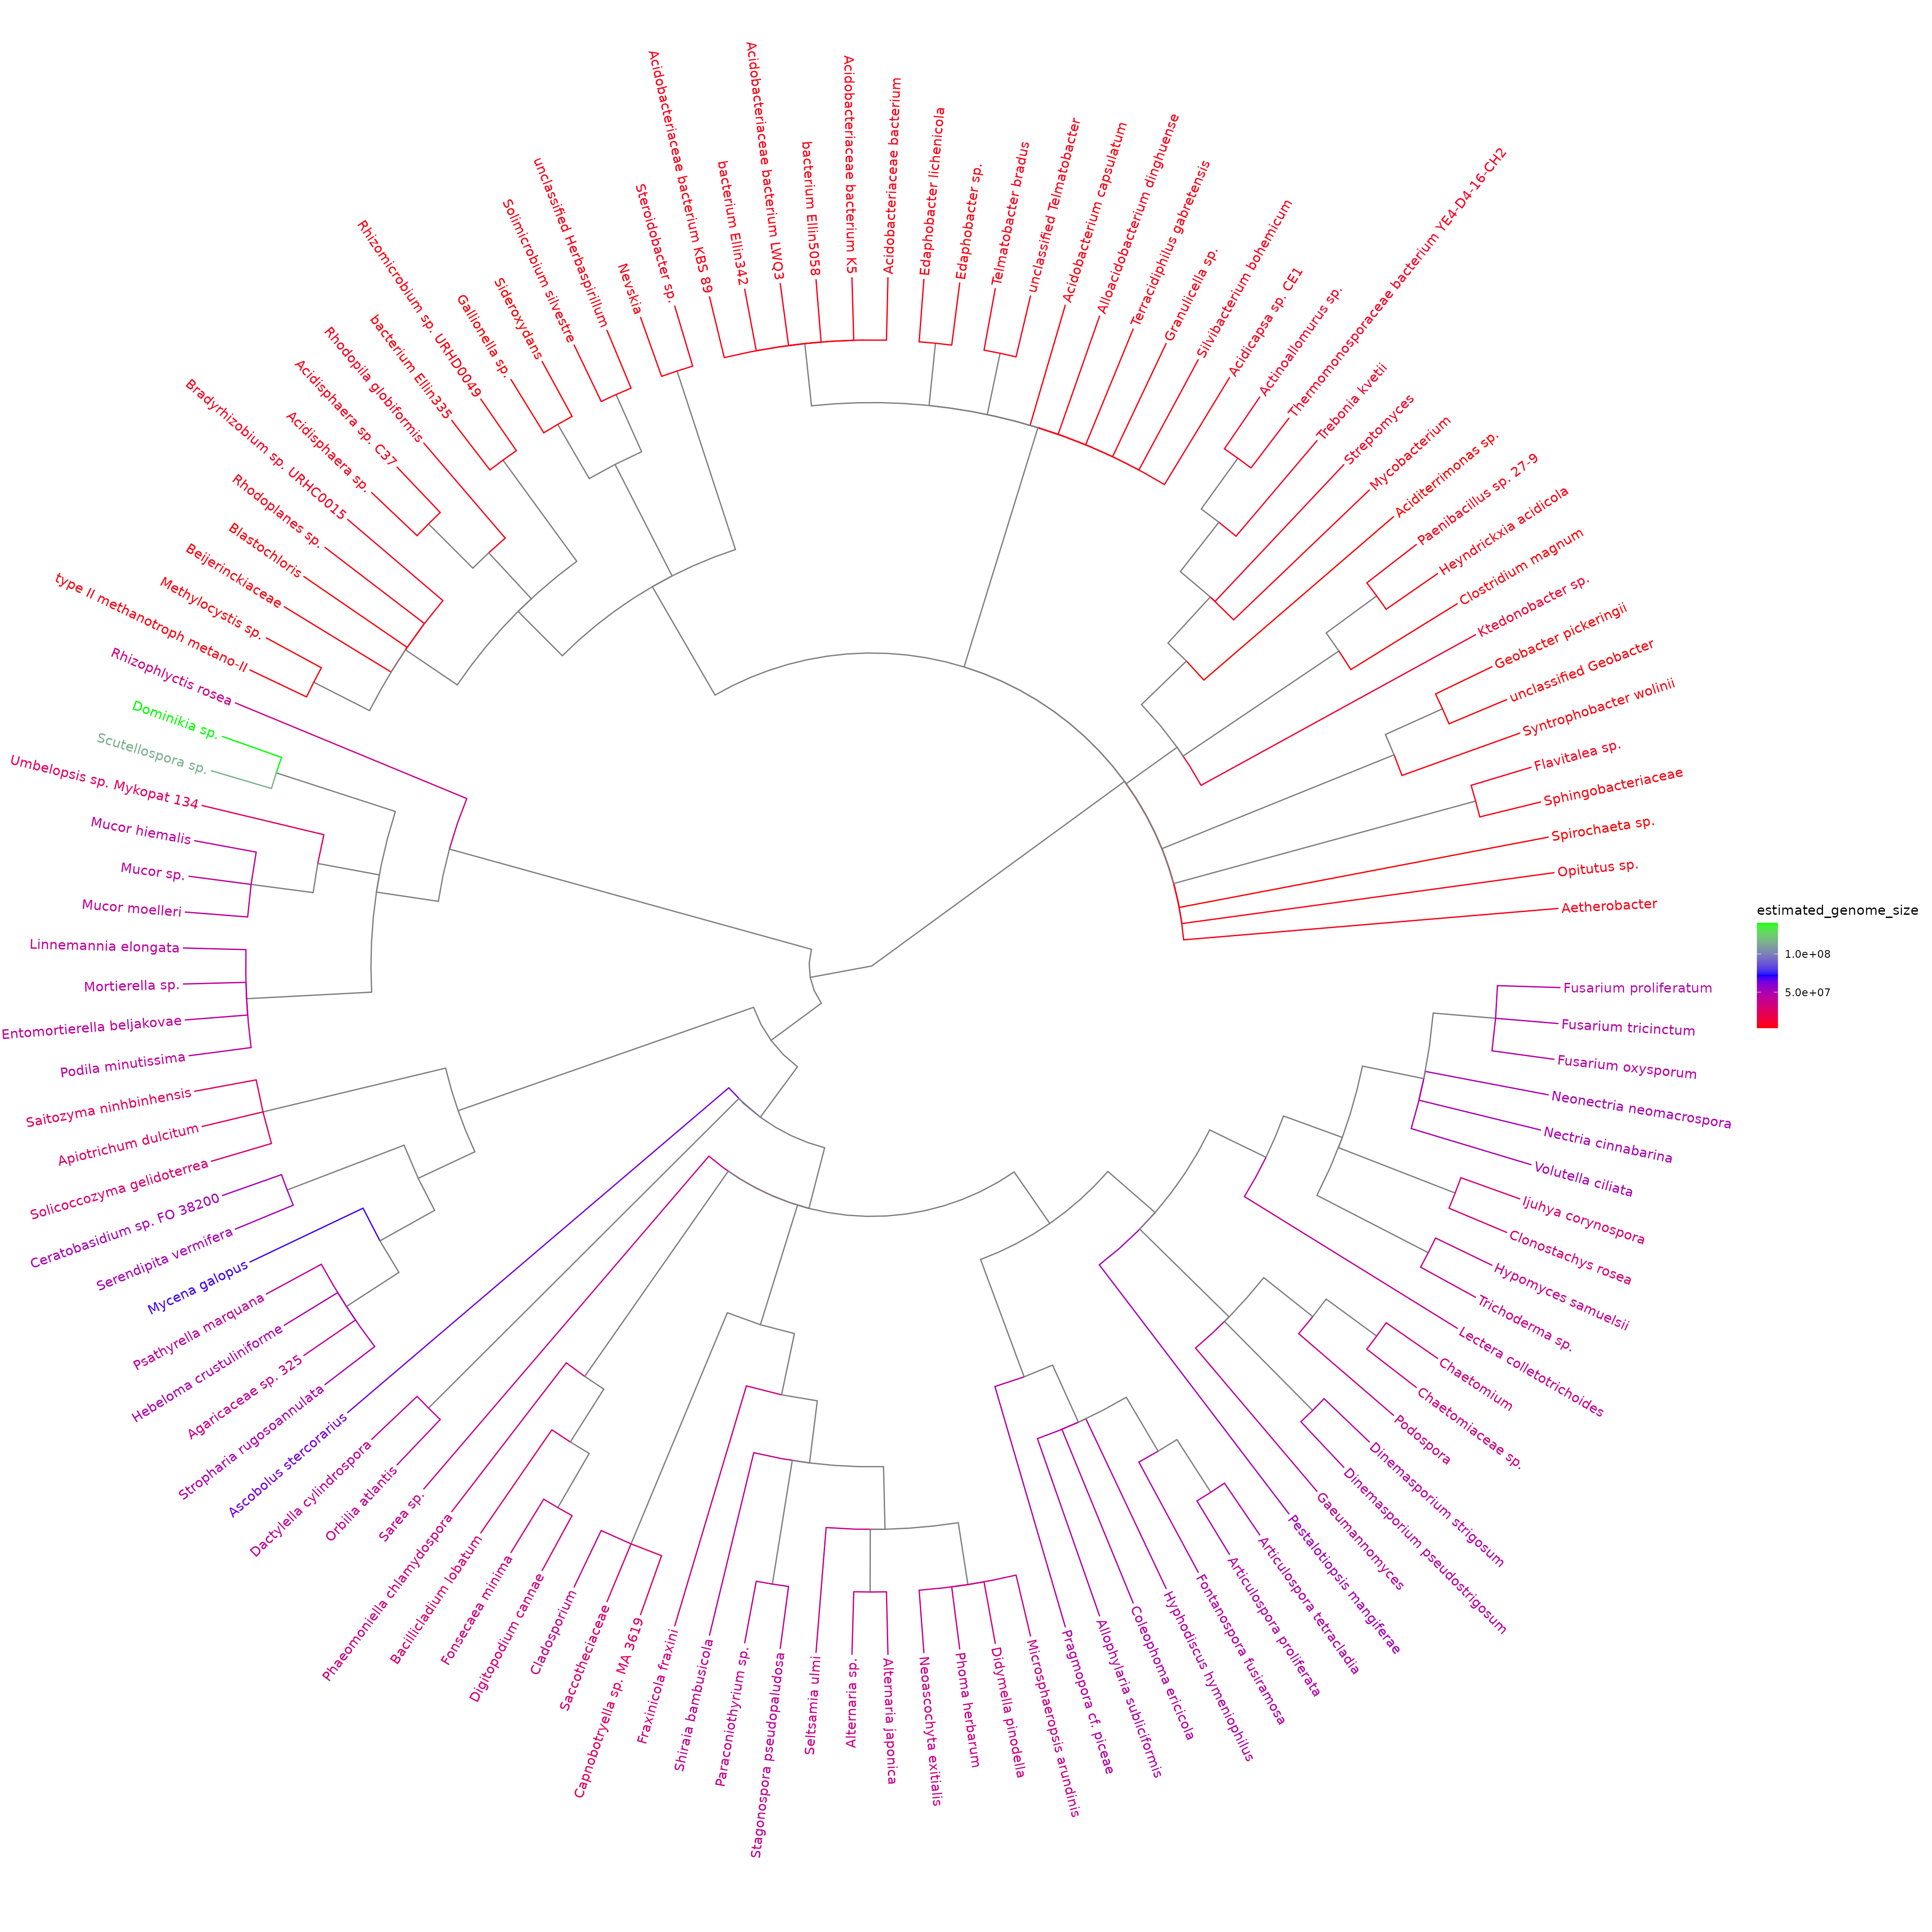 Acidobacteriaceae bacterium KBS 89
bacterium Ellin342
Acidobacteriaceae bacterium LWQ3
bacterium Ellin5058
Acidobacteriaceae bacterium K5
Acidobacteriaceae bacterium
Edaphobacter lichenicola
Edaphobacter sp.
Telmatobacter bradus
unclassified Telmatobacter
Acidobacterium capsulatum
Alloacidobacterium dinghuense
Terracidiphilus gabretensis
Granulicella sp.
Silvibacterium bohemicum
Acidicapsa sp. CE1
Actinoallomurus sp.
Thermomonosporaceae bacterium YE4-D4-16-CH2
Trebonia kvetii
Streptomyces
Mycobacterium
Aciditerrimonas sp.
Paenibacillus sp. 27-9
Heyndrickxia acidicola
Clostridium magnum
Ktedonobacter sp.
Geobacter pickeringii
unclassified Geobacter
Syntrophobacter wolinii
Flavitalea sp.
Sphingobacteriaceae
Spirochaeta sp.
Opitutus sp.
Aetherobacter
Fusarium proliferatum
Fusarium tricinctum
Fusarium oxysporum
Neonectria neomacrospora
Nectria cinnabarina
Volutella ciliata
Ijuhya corynospora
Clonostachys rosea
Hypomyces samuelsii
Trichoderma sp.
Lectera colletotrichoides
Chaetomium
Chaetomiaceae sp.
Podospora
Dinemasporium strigosum
Dinemasporium pseudostrigosum
Gaeumannomyces
Pestalotiopsis mangiferae
Articulospora tetracladia
Articulospora proliferata
Fontanospora fusiramosa
Hyphodiscus hymeniophilus
Coleophoma ericicola
Allophylaria subliciformis
Pragmopora cf. piceae
Microsphaeropsis arundinis
Didymella pinodella
Phoma herbarum
Neoascochyta exitialis
Alternaria japonica
Alternaria sp.
Seltsamia ulmi
Stagonospora pseudopaludosa
Paraconiothyrium sp.
Shiraia bambusicola
Fraxinicola fraxini
Capnobotryella sp. MA 3619
Saccotheciaceae
Cladosporium
Digitopodium cannae
Fonsecaea minima
Bacillicladium lobatum
Phaeomoniella chlamydospora
Sarea sp.
Orbilia atlantis
Dactylella cylindrospora
Ascobolus stercorarius
Stropharia rugosoannulata
Agaricaceae sp. 325
Hebeloma crustuliniforme
Psathyrella marquana
Mycena galopus
Serendipita vermifera
Ceratobasidium sp. FO 38200
Solicoccozyma gelidoterrea
Apiotrichum dulcitum
Saitozyma ninhbinhensis
Podila minutissima
Entomortierella beljakovae
Mortierella sp.
Linnemannia elongata
Mucor moelleri
Mucor sp.
Mucor hiemalis
Umbelopsis sp. Mykopat 134
Scutellospora sp.
Dominikia sp.
Rhizophlyctis rosea
type II methanotroph metano-II
Methylocystis sp.
Beijerinckiaceae
Blastochloris
Rhodoplanes sp.
Bradyrhizobium sp. URHC0015
Acidisphaera sp.
Acidisphaera sp. C37
Rhodopila globiformis
bacterium Ellin335
Rhizomicrobium sp. URHD0049
Gallionella sp.
Sideroxydans
Solimicrobium silvestre
unclassified Herbaspirillum
Nevskia
Steroidobacter sp.
estimated_genome_size
1.0e+08
5.0e+07